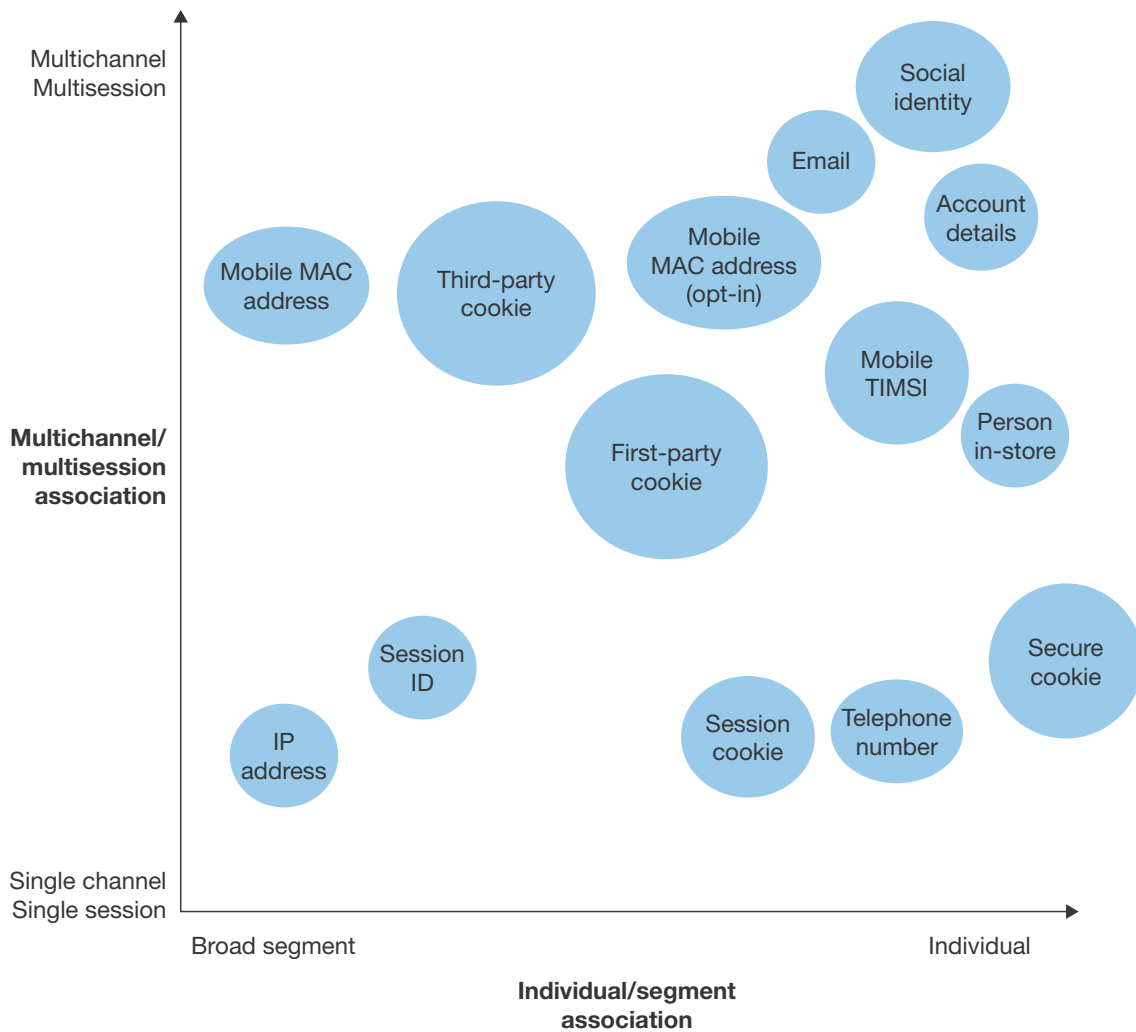 Multichannel
Multisession
Social
identity
Email
Account
details
Mobile
MAC address
(opt-in)
Mobile MAC
address
Third-party
cookie
Mobile
TIMSI
Person
in-store
Multichannel/
multisession
association
First-party
cookie
Session
ID
Secure
cookie
IP
address
Session
cookie
Telephone
number
Single channel
Single session
Broad segment
Individual
Individual/segment
association